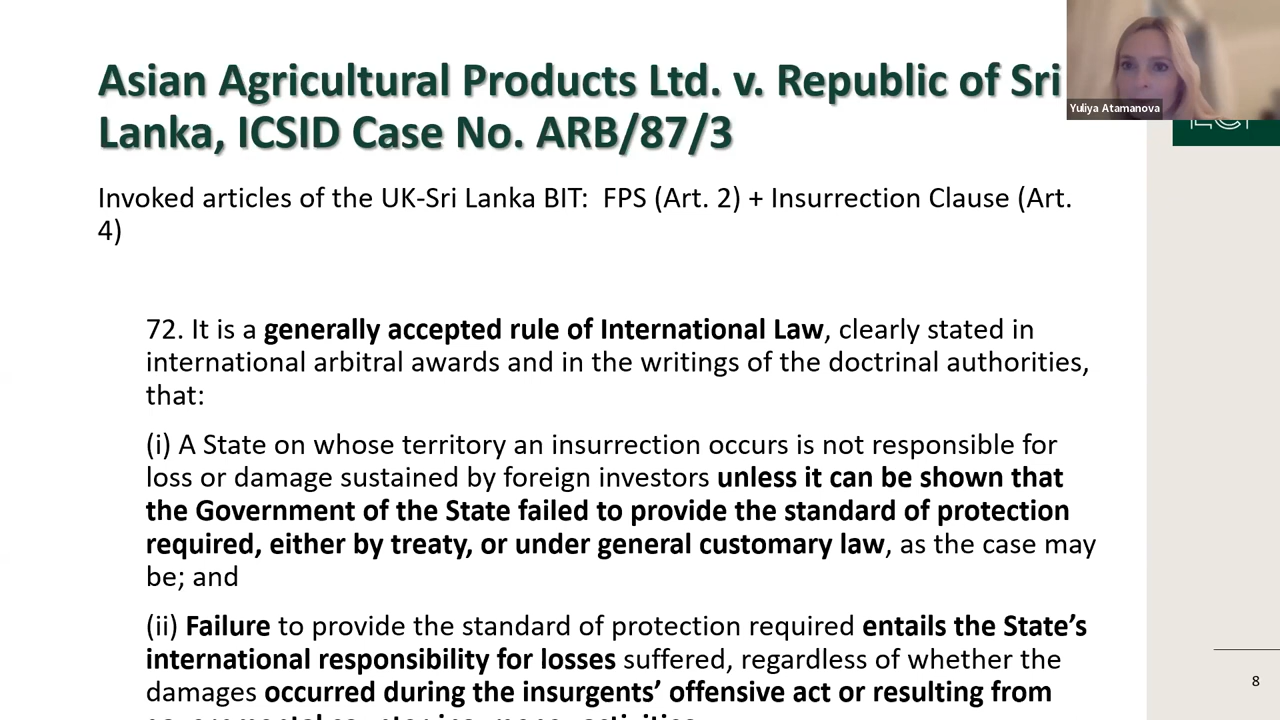 Asian Agricultural Products Ltd. v. Republic of Sri
Lanka, ICSID Case No. ARB/87/3
Yuliya Atamanova
Invoked articles of the UK-Sri Lanka BIT:  FPS (Art. 2) + Insurrection Clause (Art.
4)
72. It is a generally accepted rule of International Law, clearly stated in
international arbitral awards and in the writings of the doctrinal authorities,
that:
(i) A State on whose territory an insurrection occurs is not responsible for
loss or damage sustained by foreign investors unless it can be shown that
the Government of the State failed to provide the standard of protection
required, either by treaty, or under general customary law, as the case may
be; and
(ii) Failure to provide the standard of protection required entails the State’s
international responsibility for losses suffered, regardless of whether the
damages occurred during the insurgents’ offensive act or resulting from
8